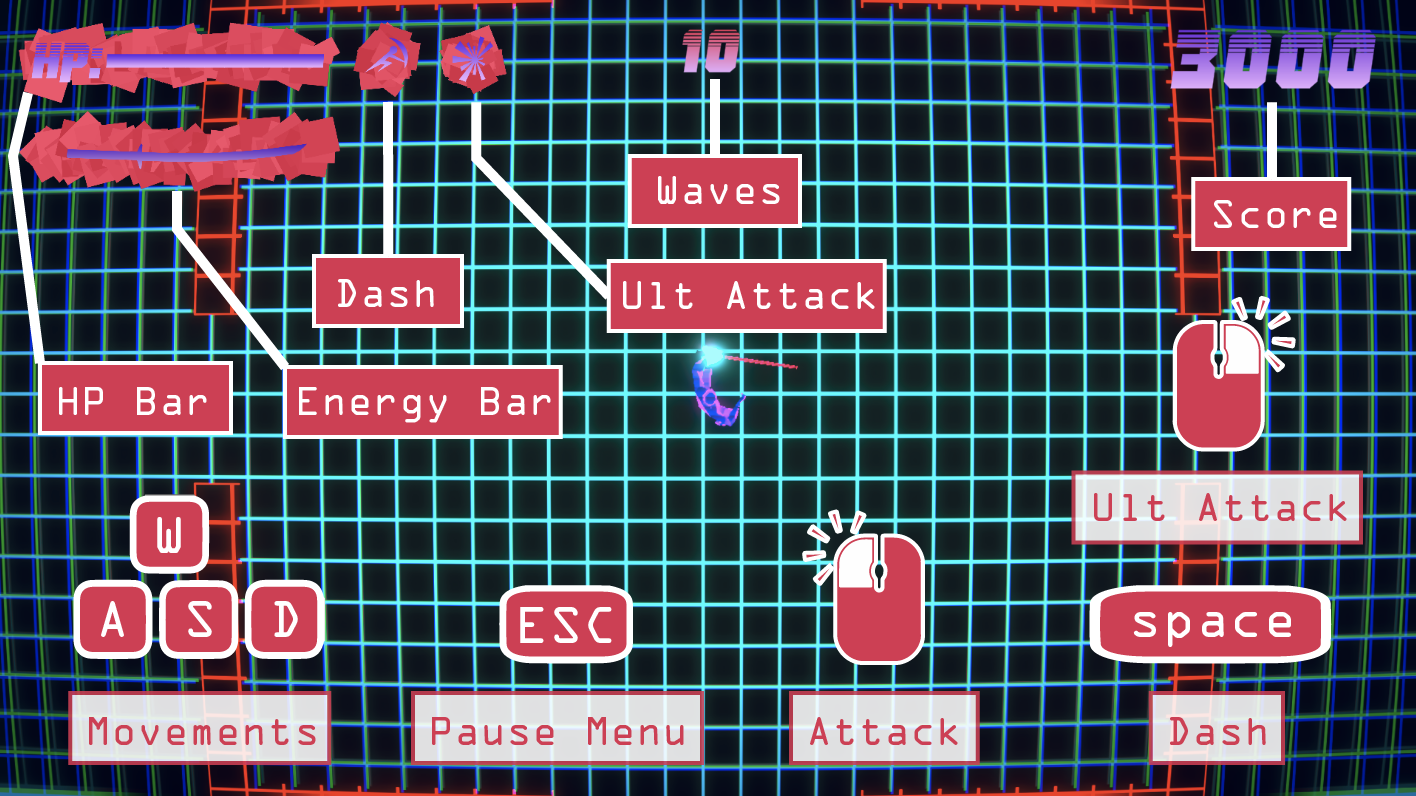 HP:
10
3000
Waves
Score
Dash
Ult Attack
HP Bar
Energy Bar
Ult Attack
W
A S D
ESC
space
Movements
Pause Menu
Attack
Dash